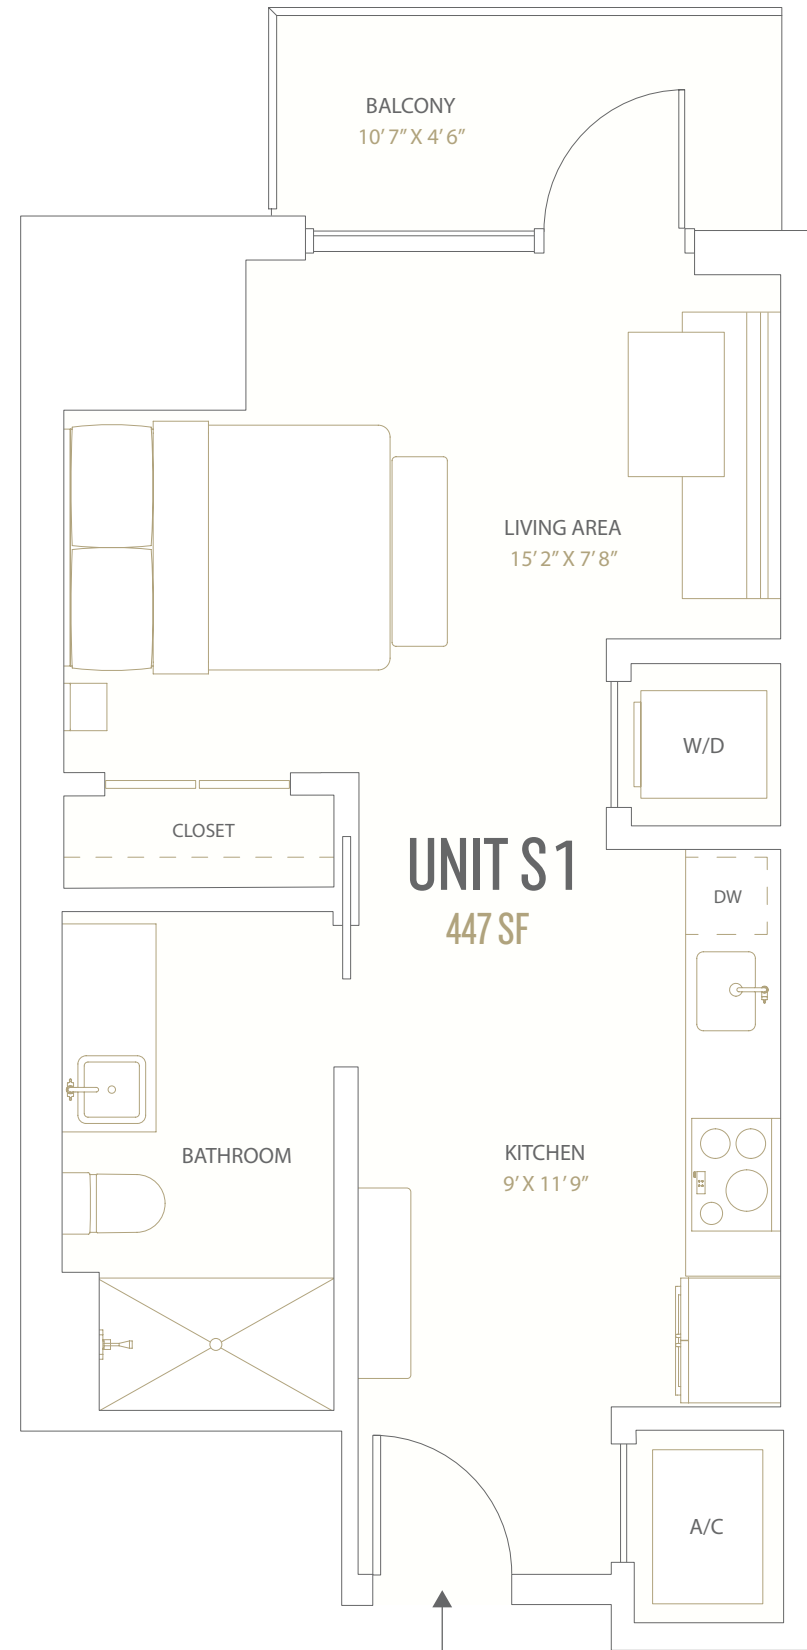 BALCONY
10’ 7” X 4’ 6”
LIVING AREA
15’ 2” X 7’ 8”
W/D
CLOSET
UNIT S1
447 SF
DW
BATHROOM
KITCHEN
9’ X 11’ 9”
A/C